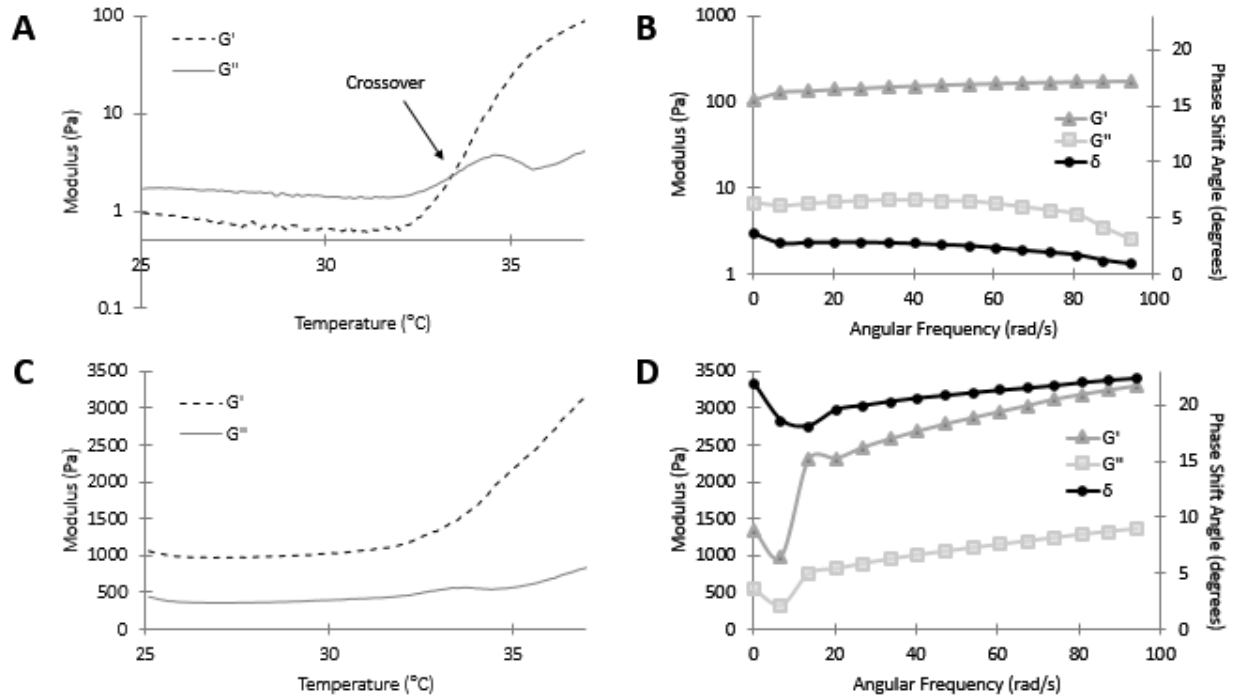 A
100
10
1
0.1
Modulus (Pa)
G'
G"
Crossover
25
30
35
Temperature (°C)
B
1000
100
10
1
Modulus (Pa)
20
15
10
5
0
Phase Shift Angle (degrees)
G'
G"
δ
0
20
40
60
80
100
Angular Frequency (rad/s)
C
3500
3000
2500
2000
1500
1000
500
0
Modulus (Pa)
G'
G"
25
30
35
Temperature (°C)
D
3500
3000
2500
2000
1500
1000
500
0
Modulus (Pa)
20
15
10
5
0
Phase Shift Angle (degrees)
G'
G"
δ
0
20
40
60
80
100
Angular Frequency (rad/s)